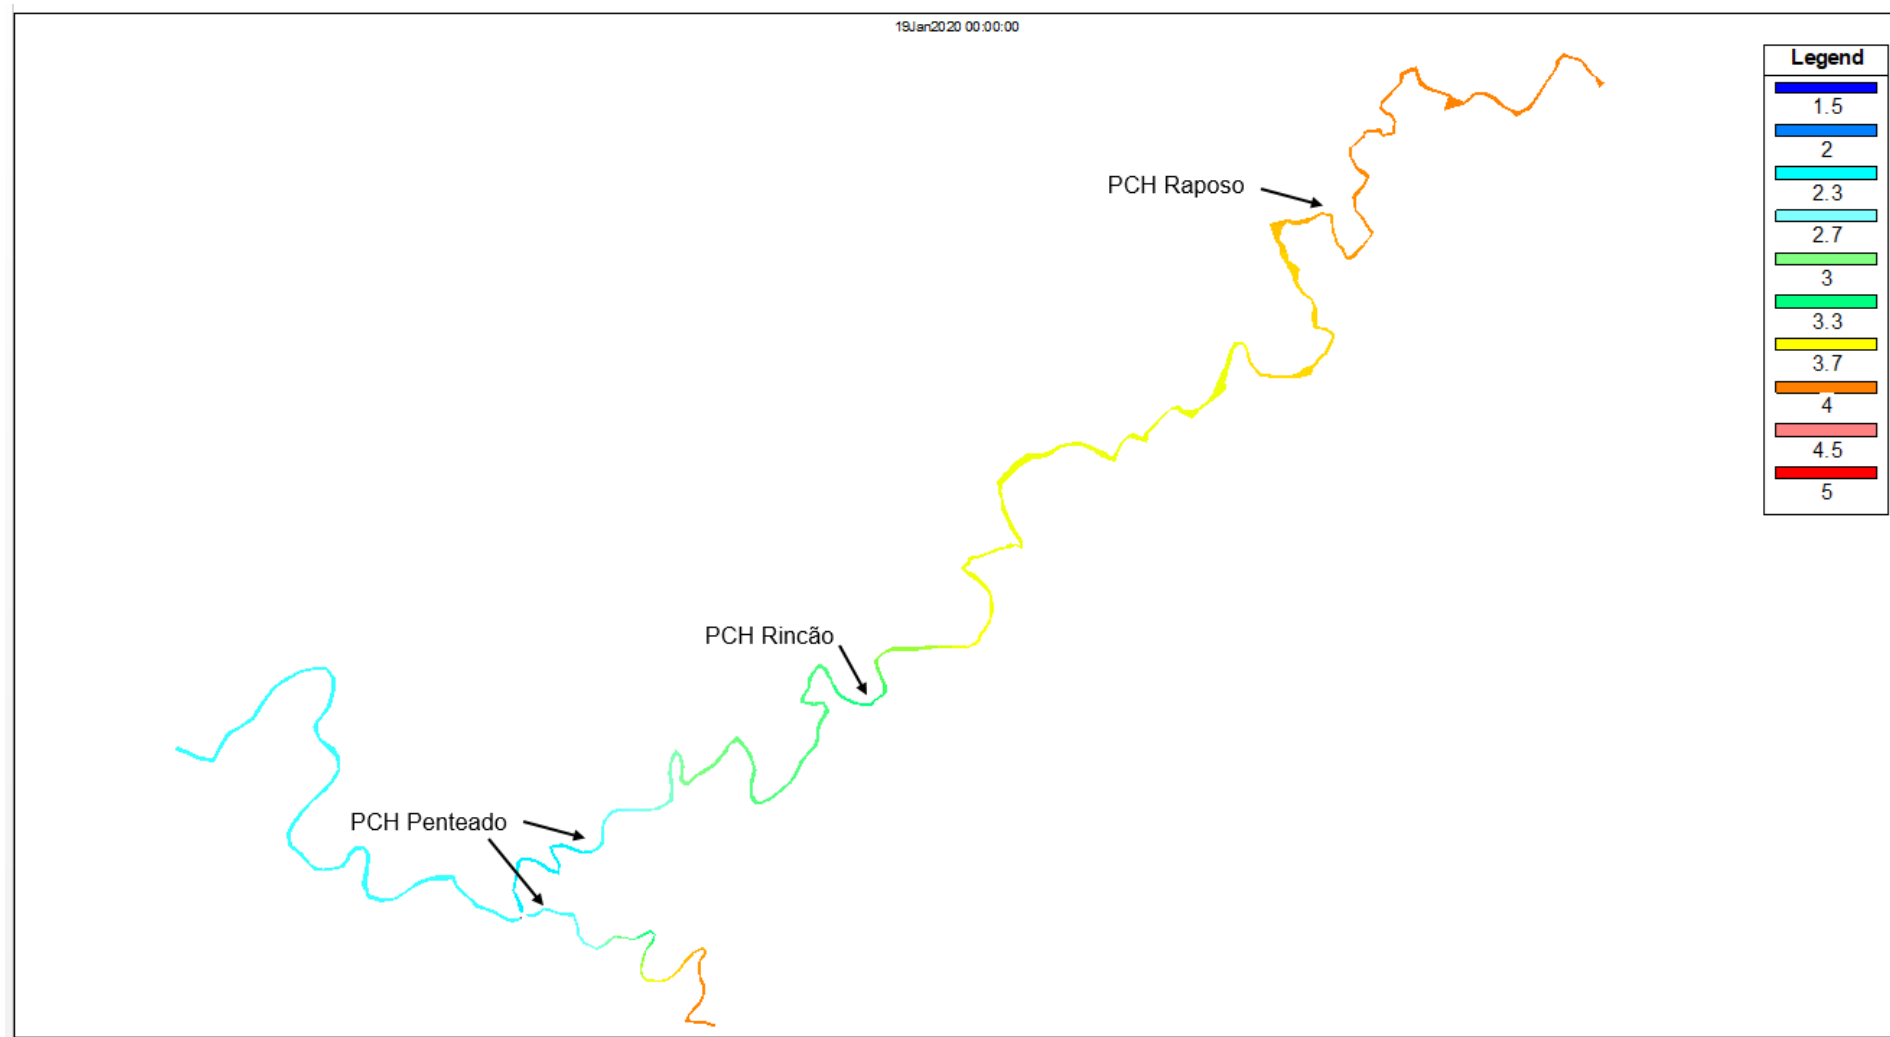 19Jan2020 00:00:00
Legend
1.5
2
2.3
2.7
3
3.3
3.7
4
4.5
5
PCH Raposo
PCH Rincão
PCH Penteado